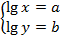 lg x = a
lg y = b